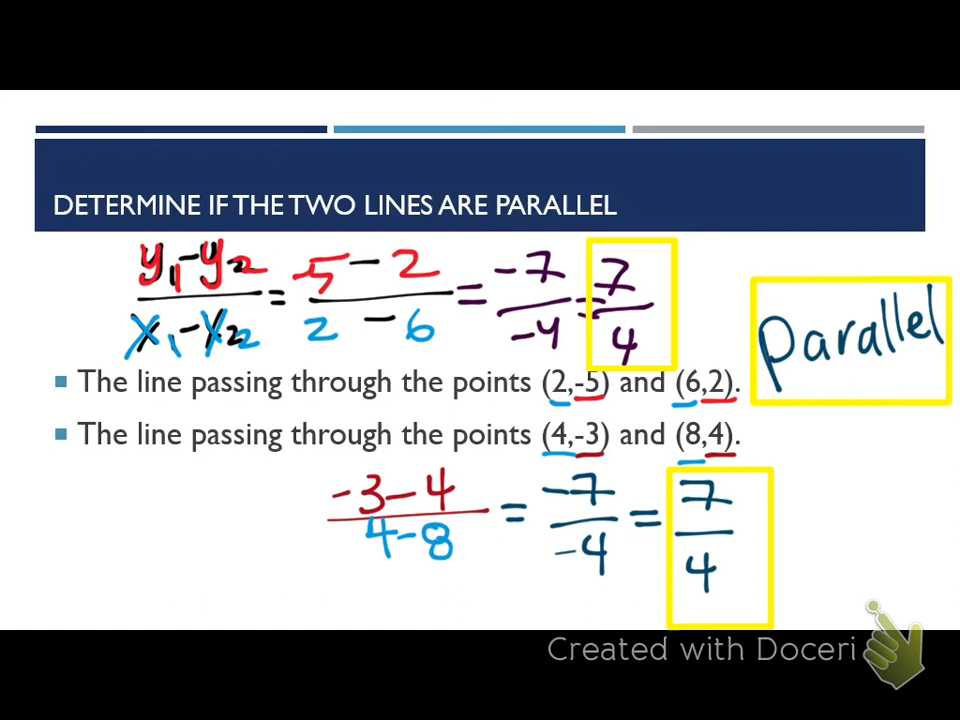 DETERMINE IF THE TWO LINES ARE PARALLEL
y₁-y₂ / x₁-x₂ = -5 - 2 / 2 - 6 = -7 / -4 = 7 / 4
parallel
▪ The line passing through the points (2,-5) and (6,2).
▪ The line passing through the points (4,-3) and (8,4).
-3-4 / 4-8 = -7 / -4 = 7 / 4
Created with Doceri